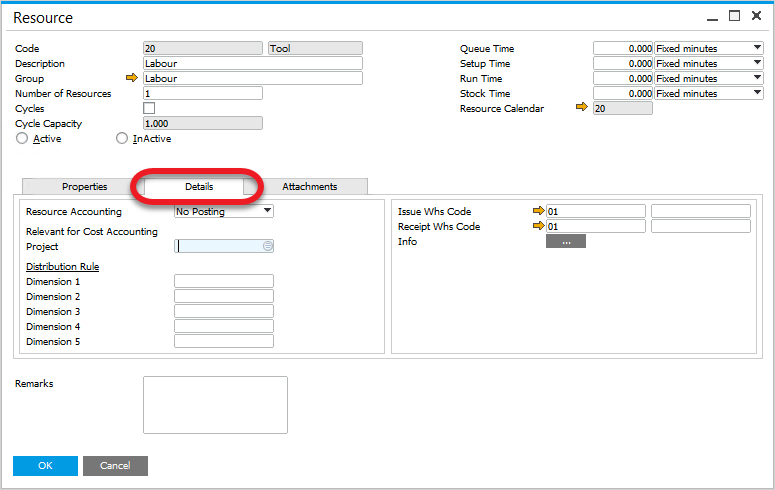 Resource
Code 20 Tool
Description Labour
Group Labour
Number of Resources 1
Cycles
Cycle Capacity 1.000
Active InActive
Queue Time 0.000 Fixed minutes
Setup Time 0.000 Fixed minutes
Run Time 0.000 Fixed minutes
Stock Time 0.000 Fixed minutes
Resource Calendar 20
Properties Details Attachments
Resource Accounting No Posting
Relevant for Cost Accounting
Project
Distribution Rule
Dimension 1
Dimension 2
Dimension 3
Dimension 4
Dimension 5
Issue Whs Code 01
Receipt Whs Code 01
Info ...
Remarks
OK Cancel